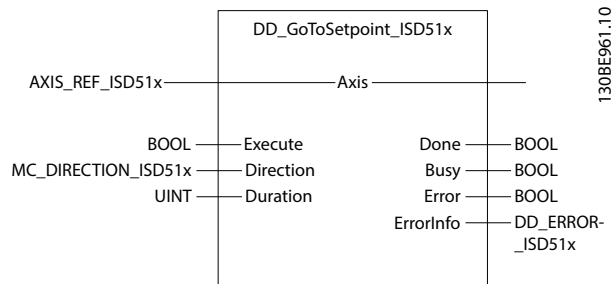 DD_GoToSetpoint_ISD51x
130BE961.10
AXIS_REF_ISD51x Axis
BOOL Execute Done BOOL
MC_DIRECTION_ISD51x Direction Busy BOOL
UINT Duration Error BOOL
ErrorInfo DD_ERROR-
_ISD51x